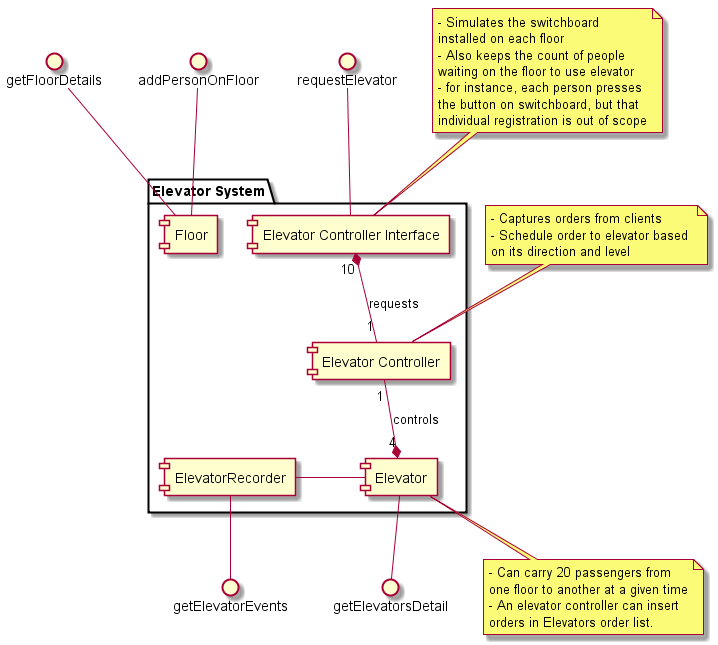 - Simulates the switchboard
installed on each floor
- Also keeps the count of people
waiting on the floor to use elevator
- for instance, each person presses
the button on switchboard, but that
individual registration is out of scope
getFloorDetails
addPersonOnFloor
requestElevator
Elevator System
Floor
Elevator Controller Interface
- Captures orders from clients
- Schedule order to elevator based
on its direction and level
10
requests
1
Elevator Controller
1
controls
4
ElevatorRecorder
Elevator
- Can carry 20 passengers from
one floor to another at a given time
- An elevator controller can insert
orders in Elevators order list.
getElevatorEvents
getElevatorsDetail